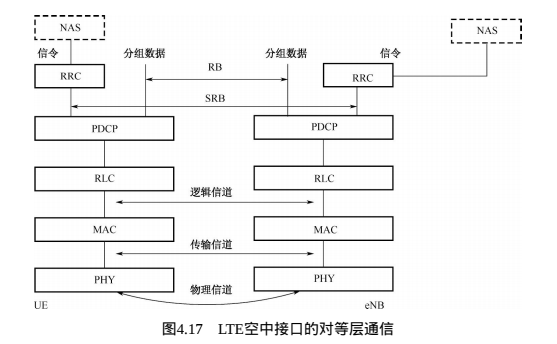 NAS
NAS
信令
分组数据
分组数据
信令
RB
RRC
RRC
SRB
PDCP
PDCP
RLC
RLC
逻辑信道
MAC
MAC
传输信道
PHY
物理信道
PHY
UE
eNB
图4.17 LTE空中接口的对等层通信